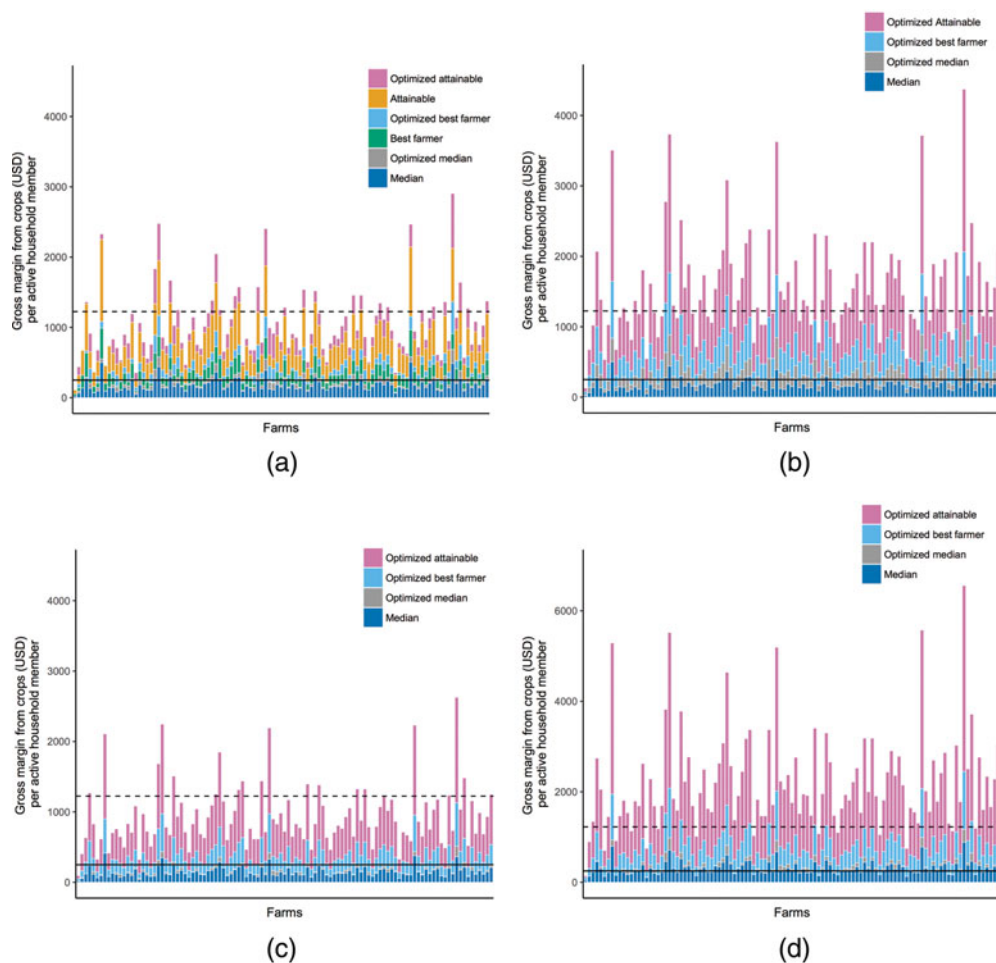 Optimized attainable
Attainable
Optimized best farmer
Best farmer
Optimized median
Median
4000
3000
2000
1000
0
Gross margin from crops (USD)
per active household member
Farms
(a)
Optimized Attainable
Optimized best farmer
Optimized median
Median
4000
3000
2000
1000
0
Gross margin from crops (USD)
per active household member
Farms
(b)
Optimized attainable
Optimized best farmer
Optimized median
Median
4000
3000
2000
1000
0
Gross margin from crops (USD)
per active household member
Farms
(c)
Optimized attainable
Optimized best farmer
Optimized median
Median
6000
4000
2000
0
Gross margin from crops (USD)
per active household member
Farms
(d)